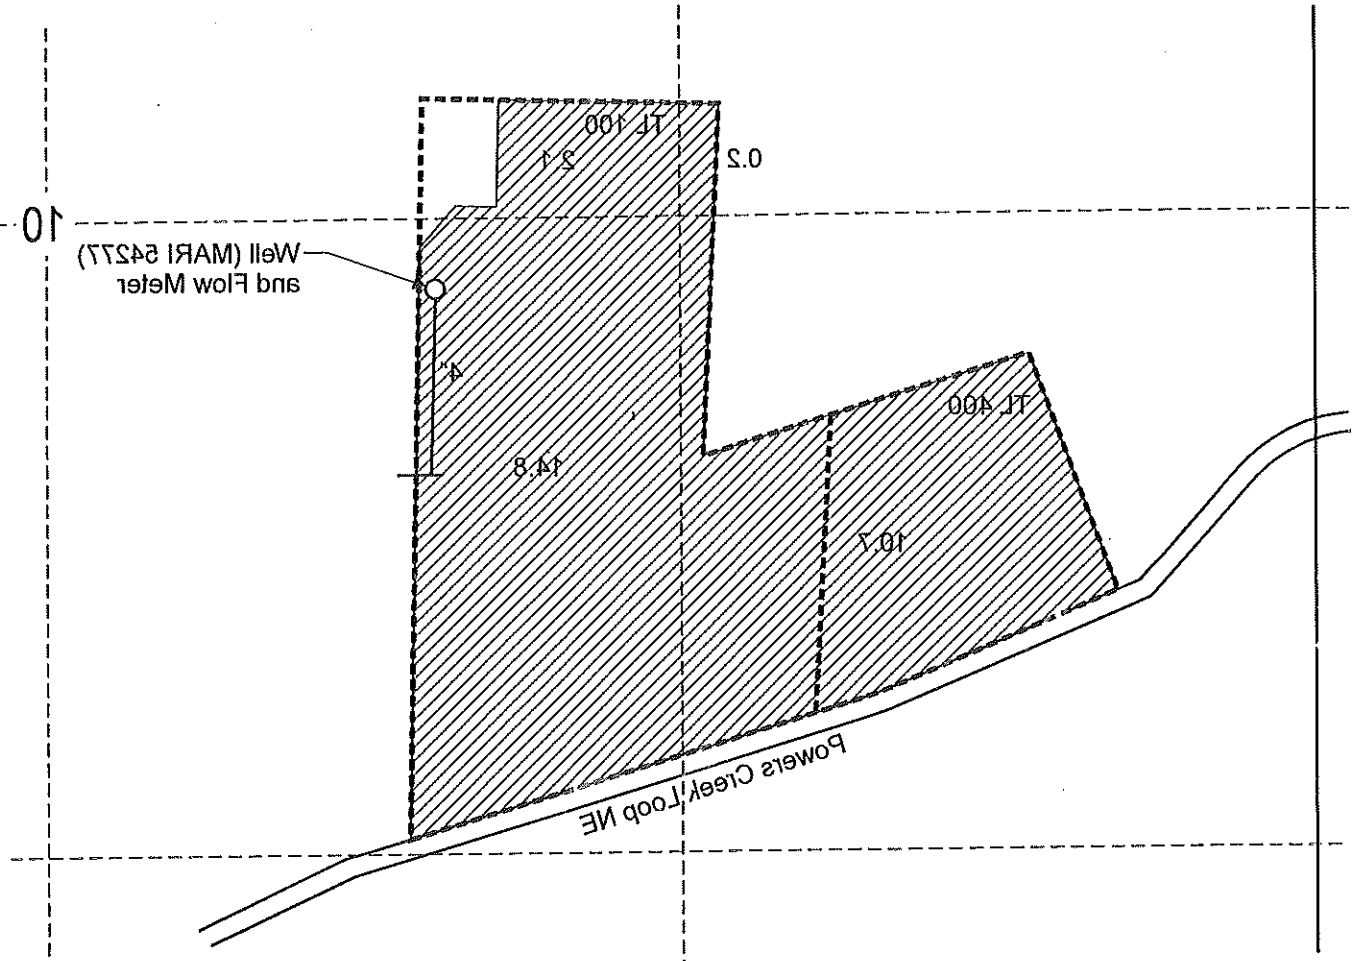 TL 100
2.1
0.2
10
Well (MARI 54277)
and Flow Meter
4"
TL 400
14.8
10.7
Powers Creek Loop NE